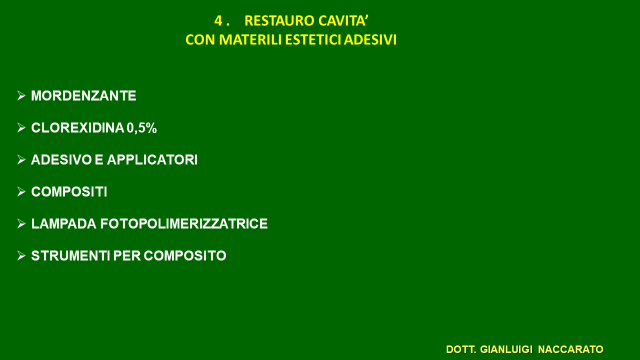 4 . RESTAURO CAVITA’
CON MATERILI ESTETICI ADESIVI
➢ MORDENZANTE
➢ CLOREXIDINA 0,5%
➢ ADESIVO E APPLICATORI
➢ COMPOSITI
➢ LAMPADA FOTOPOLIMERIZZATRICE
➢ STRUMENTI PER COMPOSITO
DOTT. GIANLUIGI NACCARATO